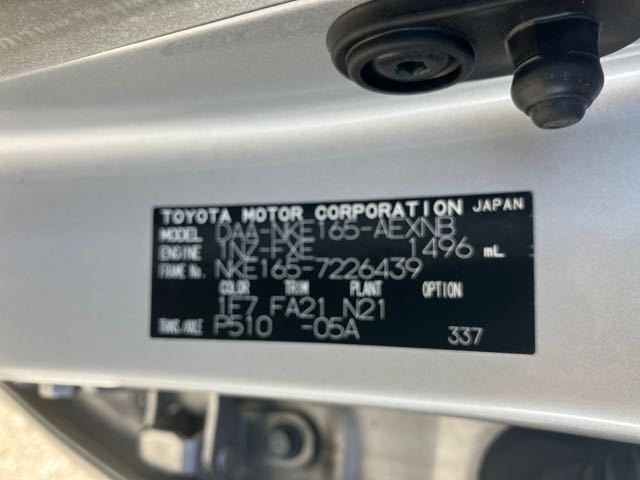 TOYOTA MOTOR CORPORATION JAPAN
MODEL DAA-NKE165-AEXNB
ENGINE 1NZ-FXE 1496 mL
FRAME No. NKE165-7226439
COLOR TRIM PLANT OPTION
1F7 FA21 N21
TRANS./AXLE P510 -05A 337